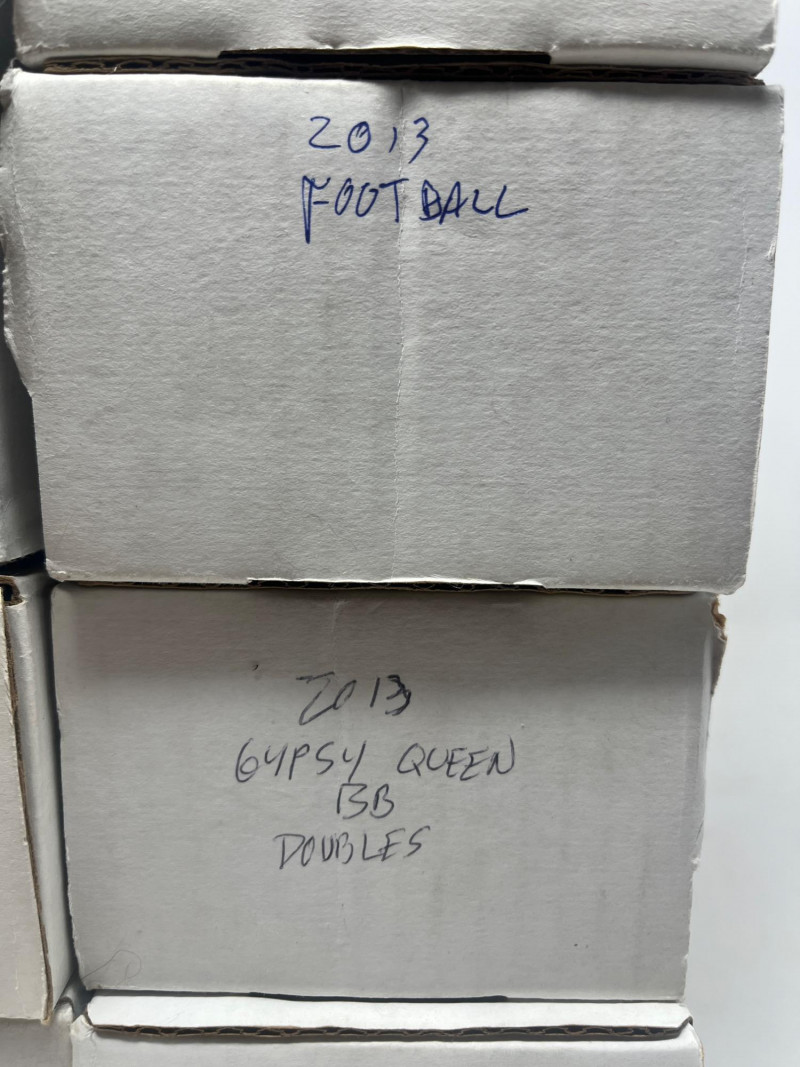 2013
FOOTBALL
2013
GYPSY QUEEN
BB
DOUBLES